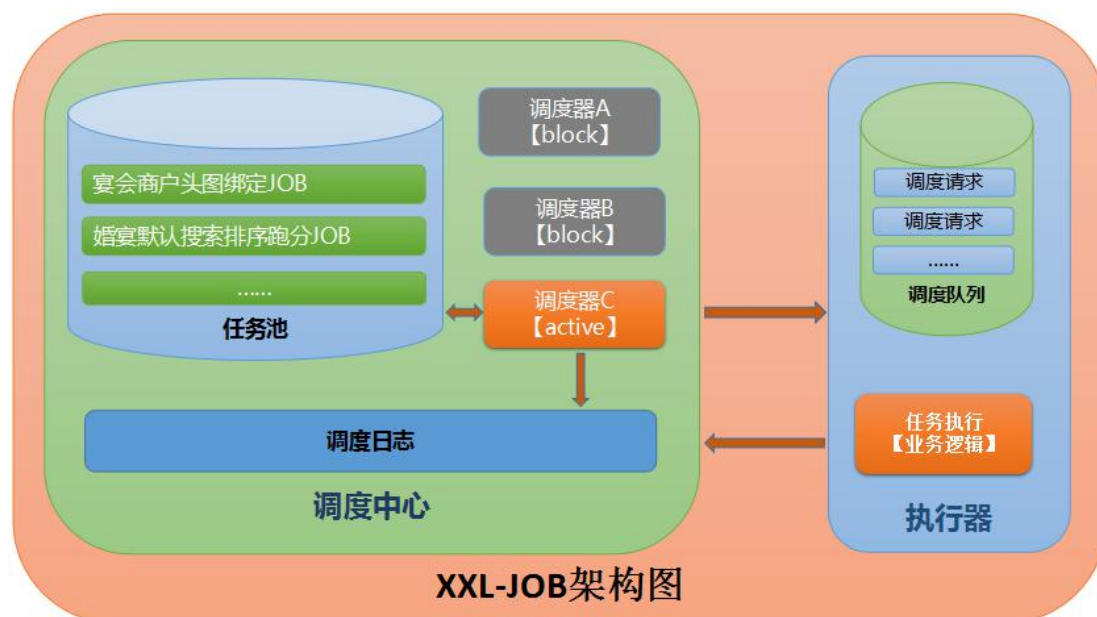 宴会商户头图绑定JOB
婚宴默认搜索排序跑分JOB
......
任务池
调度器A
【block】
调度器B
【block】
调度器C
【active】
调度日志
调度中心
调度请求
调度请求
......
调度队列
任务执行
【业务逻辑】
执行器
XXL-JOB架构图